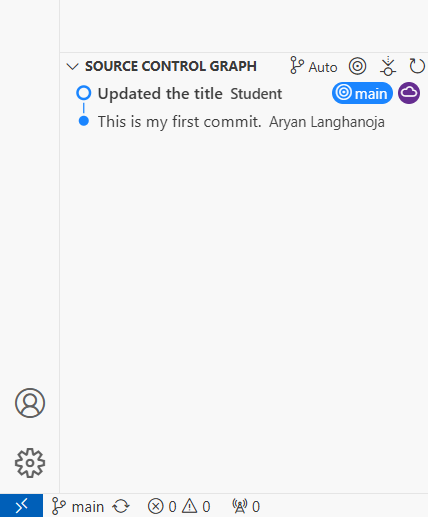 SOURCE CONTROL GRAPH Auto
Updated the title Student main
This is my first commit. Aryan Langhanoja
main 0 0 0